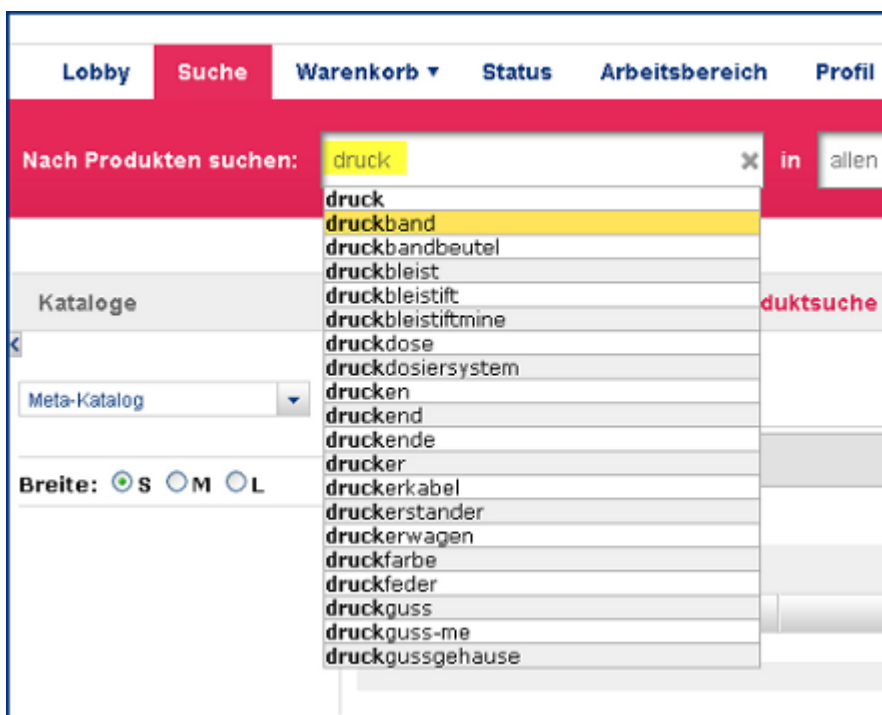 Lobby Suche Warenkorb ▼ Status Arbeitsbereich Profil
Nach Produkten suchen: druck in allen
druck
druckband
druckbandbeutel
druckbleist
druckbleistift
druckbleistiftmine
druckdose
druckdosiersystem
drucken
druckend
druckende
drucker
druckerkabel
druckerstander
druckerwagen
druckfarbe
druckfeder
druckguss
druckguss-me
druckgussgehause
Kataloge
duktsuche
Meta-Katalog
Breite: S M L